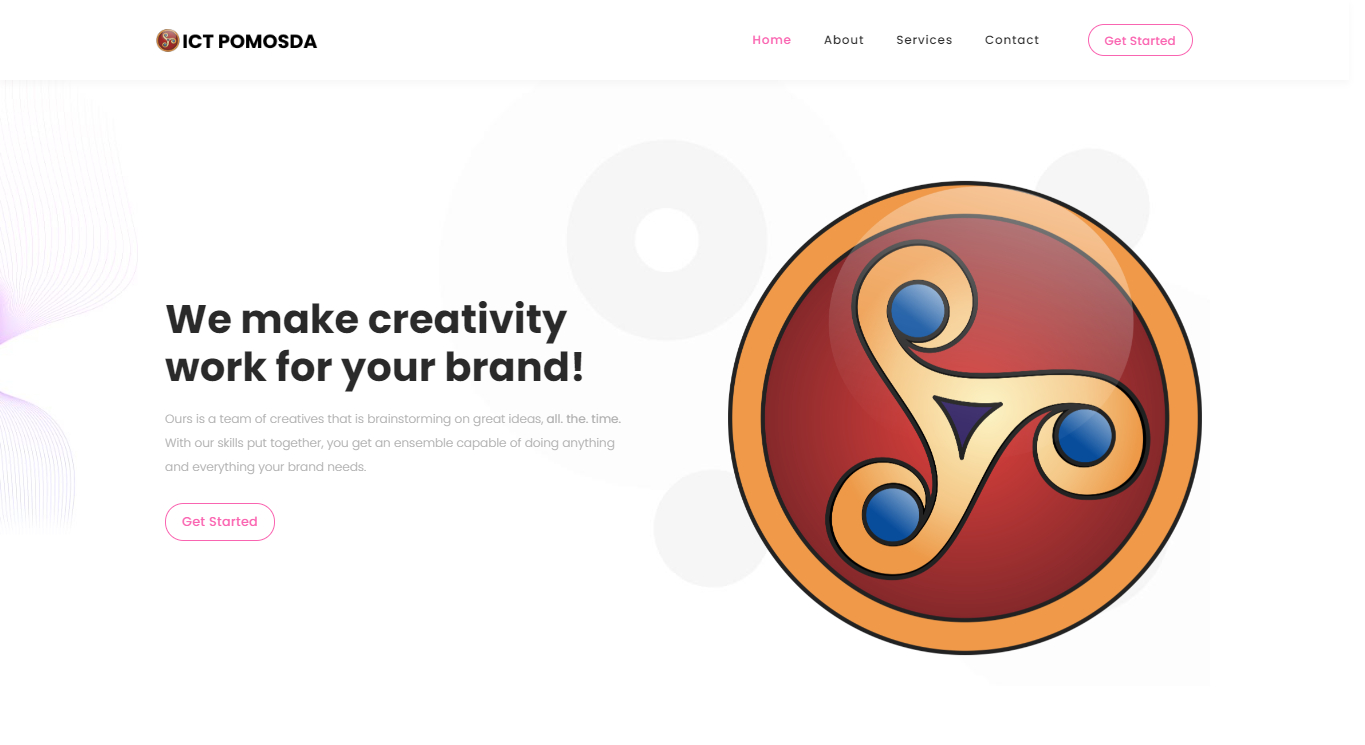 ICT POMOSDA
Home About Services Contact Get Started
We make creativity
work for your brand!
Ours is a team of creatives that is brainstorming on great ideas, all. the. time.
With our skills put together, you get an ensemble capable of doing anything
and everything your brand needs.
Get Started